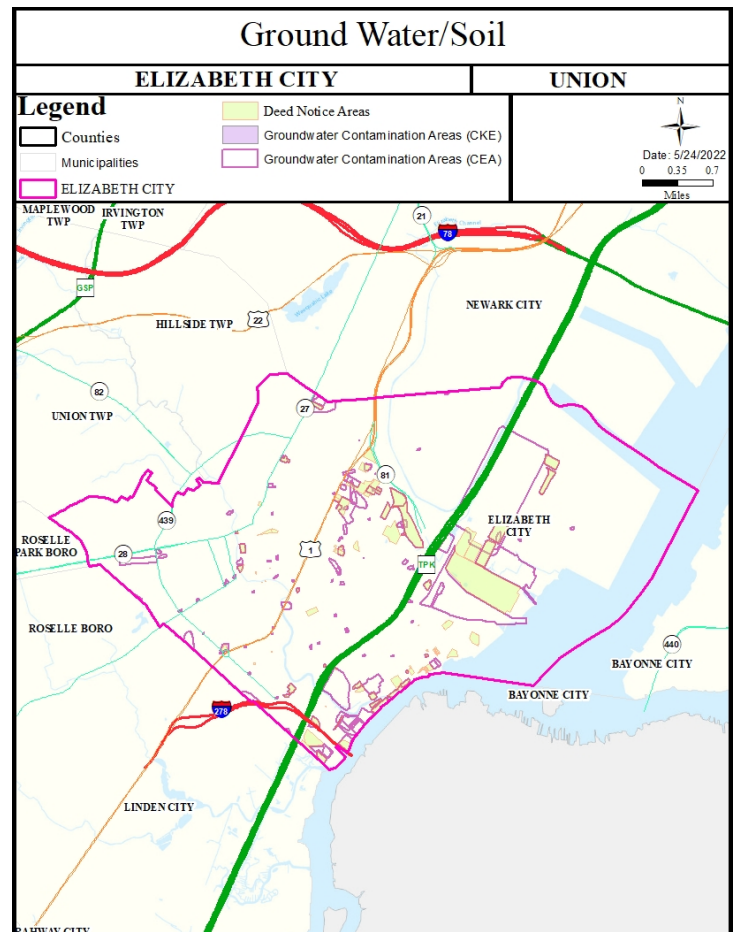 Ground Water/Soil
ELIZABETH CITY
UNION
Legend
Counties
Municipalities
ELIZABETH CITY
Deed Notice Areas
Groundwater Contamination Areas (CKE)
Groundwater Contamination Areas (CEA)
N
Date: 5/24/2022
0 0.35 0.7
Miles
MAPLEWOOD
TWP
IRVINGTON
TWP
21
78
GSP
NEWARK CITY
22
HILLSIDE TWP
82
UNION TWP
27
81
439
ELIZABETH
CITY
ROSELLE
PARK BORO
28
1
TPK
ROSELLE BORO
440
BAYONNE CITY
BAYONNE CITY
278
LINDEN CITY
RAHWAY CITY